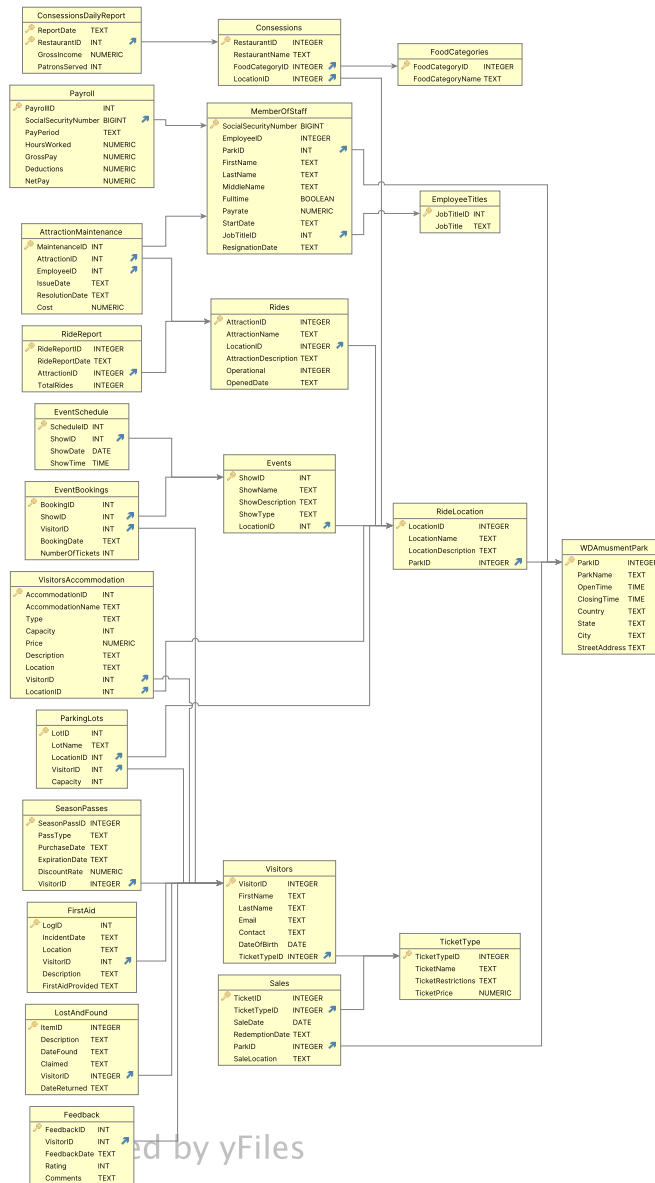 ConsessionsDailyReport
ReportDate TEXT
RestaurantID INT
GrossIncome NUMERIC
PatronsServed INT
Consessions
RestaurantID INTEGER
RestaurantName TEXT
FoodCategoryID INTEGER
LocationID INTEGER
FoodCategories
FoodCategoryID INTEGER
FoodCategoryName TEXT
Payroll
PayrollID INT
SocialSecurityNumber BIGINT
PayPeriod TEXT
HoursWorked NUMERIC
GrossPay NUMERIC
Deductions NUMERIC
NetPay NUMERIC
MemberOfStaff
SocialSecurityNumber BIGINT
EmployeeID INTEGER
ParkID INT
FirstName TEXT
LastName TEXT
MiddleName TEXT
Fulltime BOOLEAN
Payrate NUMERIC
StartDate TEXT
JobTitleID INT
ResignationDate TEXT
EmployeeTitles
JobTitleID INT
JobTitle TEXT
AttractionMaintenance
MaintenanceID INT
AttractionID INT
EmployeeID INT
IssueDate TEXT
ResolutionDate TEXT
Cost NUMERIC
Rides
AttractionID INTEGER
AttractionName TEXT
LocationID INTEGER
AttractionDescription TEXT
Operational INTEGER
OpenedDate TEXT
RideReport
RideReportID INTEGER
RideReportDate TEXT
AttractionID INTEGER
TotalRides INTEGER
EventSchedule
ScheduleID INT
ShowID INT
ShowDate DATE
ShowTime TIME
Events
ShowID INT
ShowName TEXT
ShowDescription TEXT
ShowType TEXT
LocationID INT
EventBookings
BookingID INT
ShowID INT
VisitorID INT
BookingDate TEXT
NumberOfTickets INT
RideLocation
LocationID INTEGER
LocationName TEXT
LocationDescription TEXT
ParkID INTEGER
WDAmusmentPark
ParkID INTEGER
ParkName TEXT
OpenTime TIME
ClosingTime TIME
Country TEXT
State TEXT
City TEXT
StreetAddress TEXT
VisitorsAccommodation
AccommodationID INT
AccommodationName TEXT
Type TEXT
Capacity INT
Price NUMERIC
Description TEXT
Location TEXT
VisitorID INT
LocationID INT
ParkingLots
LotID INT
LotName TEXT
LocationID INT
VisitorID INT
Capacity INT
SeasonPasses
SeasonPassID INTEGER
PassType TEXT
PurchaseDate TEXT
ExpirationDate TEXT
DiscountRate NUMERIC
VisitorID INTEGER
Visitors
VisitorID INTEGER
FirstName TEXT
LastName TEXT
Email TEXT
Contact TEXT
DateOfBirth DATE
TicketTypeID INTEGER
FirstAid
LogID INT
IncidentDate TEXT
Location TEXT
VisitorID INT
Description TEXT
FirstAidProvided TEXT
TicketType
TicketTypeID INTEGER
TicketName TEXT
TicketRestrictions TEXT
TicketPrice NUMERIC
Sales
TicketID INTEGER
TicketTypeID INTEGER
SaleDate DATE
RedemptionDate TEXT
ParkID INTEGER
SaleLocation TEXT
LostAndFound
ItemID INTEGER
Description TEXT
DateFound TEXT
Claimed TEXT
VisitorID INTEGER
DateReturned TEXT
Feedback
FeedbackID INT
VisitorID INT
FeedbackDate TEXT
Rating INT
Comments TEXT
ed by yFiles